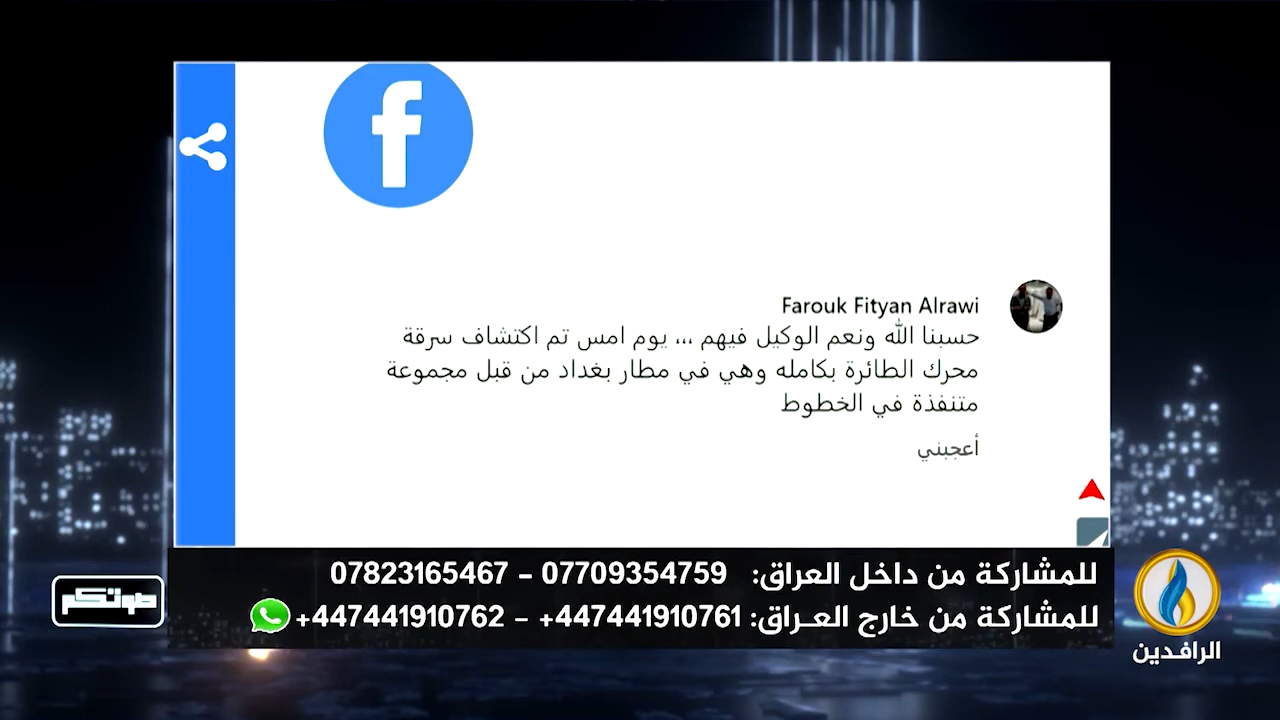 f
Farouk Fityan Alrawi
حسبنا الله ونعم الوكيل فيهم ،،، يوم امس تم اكتشاف سرقة
محرك الطائرة بكامله وهي في مطار بغداد من قبل مجموعة
متنفذة في الخطوط
أعجبني
للمشاركة من داخل العراق: 07709354759 - 07823165467
للمشاركة من خارج العـراق: 447441910761+ - 447441910762+
صوتكم
الرافدين